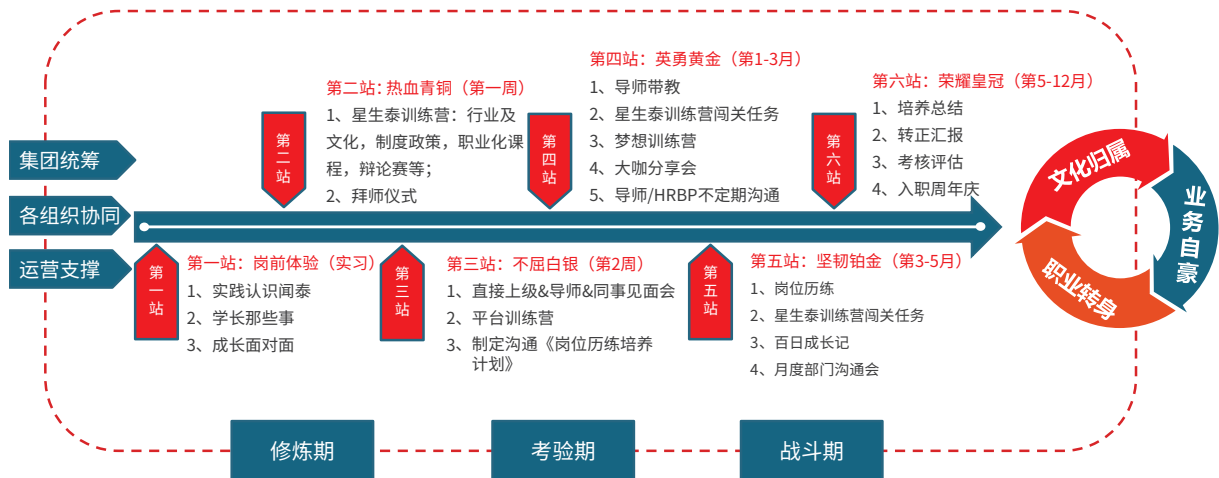 集团统筹
各组织协同
运营支撑
第一站
第一站：岗前体验（实习）
1、实践认识闻泰
2、学长那些事
3、成长面对面
第二站
第二站：热血青铜（第一周）
1、星生泰训练营：行业及
文化，制度政策，职业化课
程，辩论赛等；
2、拜师仪式
第三站
第三站：不屈白银（第2周）
1、直接上级&导师&同事见面会
2、平台训练营
3、制定沟通《岗位历练培养
计划》
第四站
第四站：英勇黄金（第1-3月）
1、导师带教
2、星生泰训练营闯关任务
3、梦想训练营
4、大咖分享会
5、导师/HRBP不定期沟通
第五站
第五站：坚韧铂金（第3-5月）
1、岗位历练
2、星生泰训练营闯关任务
3、百日成长记
4、月度部门沟通会
第六站
第六站：荣耀皇冠（第5-12月）
1、培养总结
2、转正汇报
3、考核评估
4、入职周年庆
文化归属
业务自豪
职业转身
修炼期
考验期
战斗期